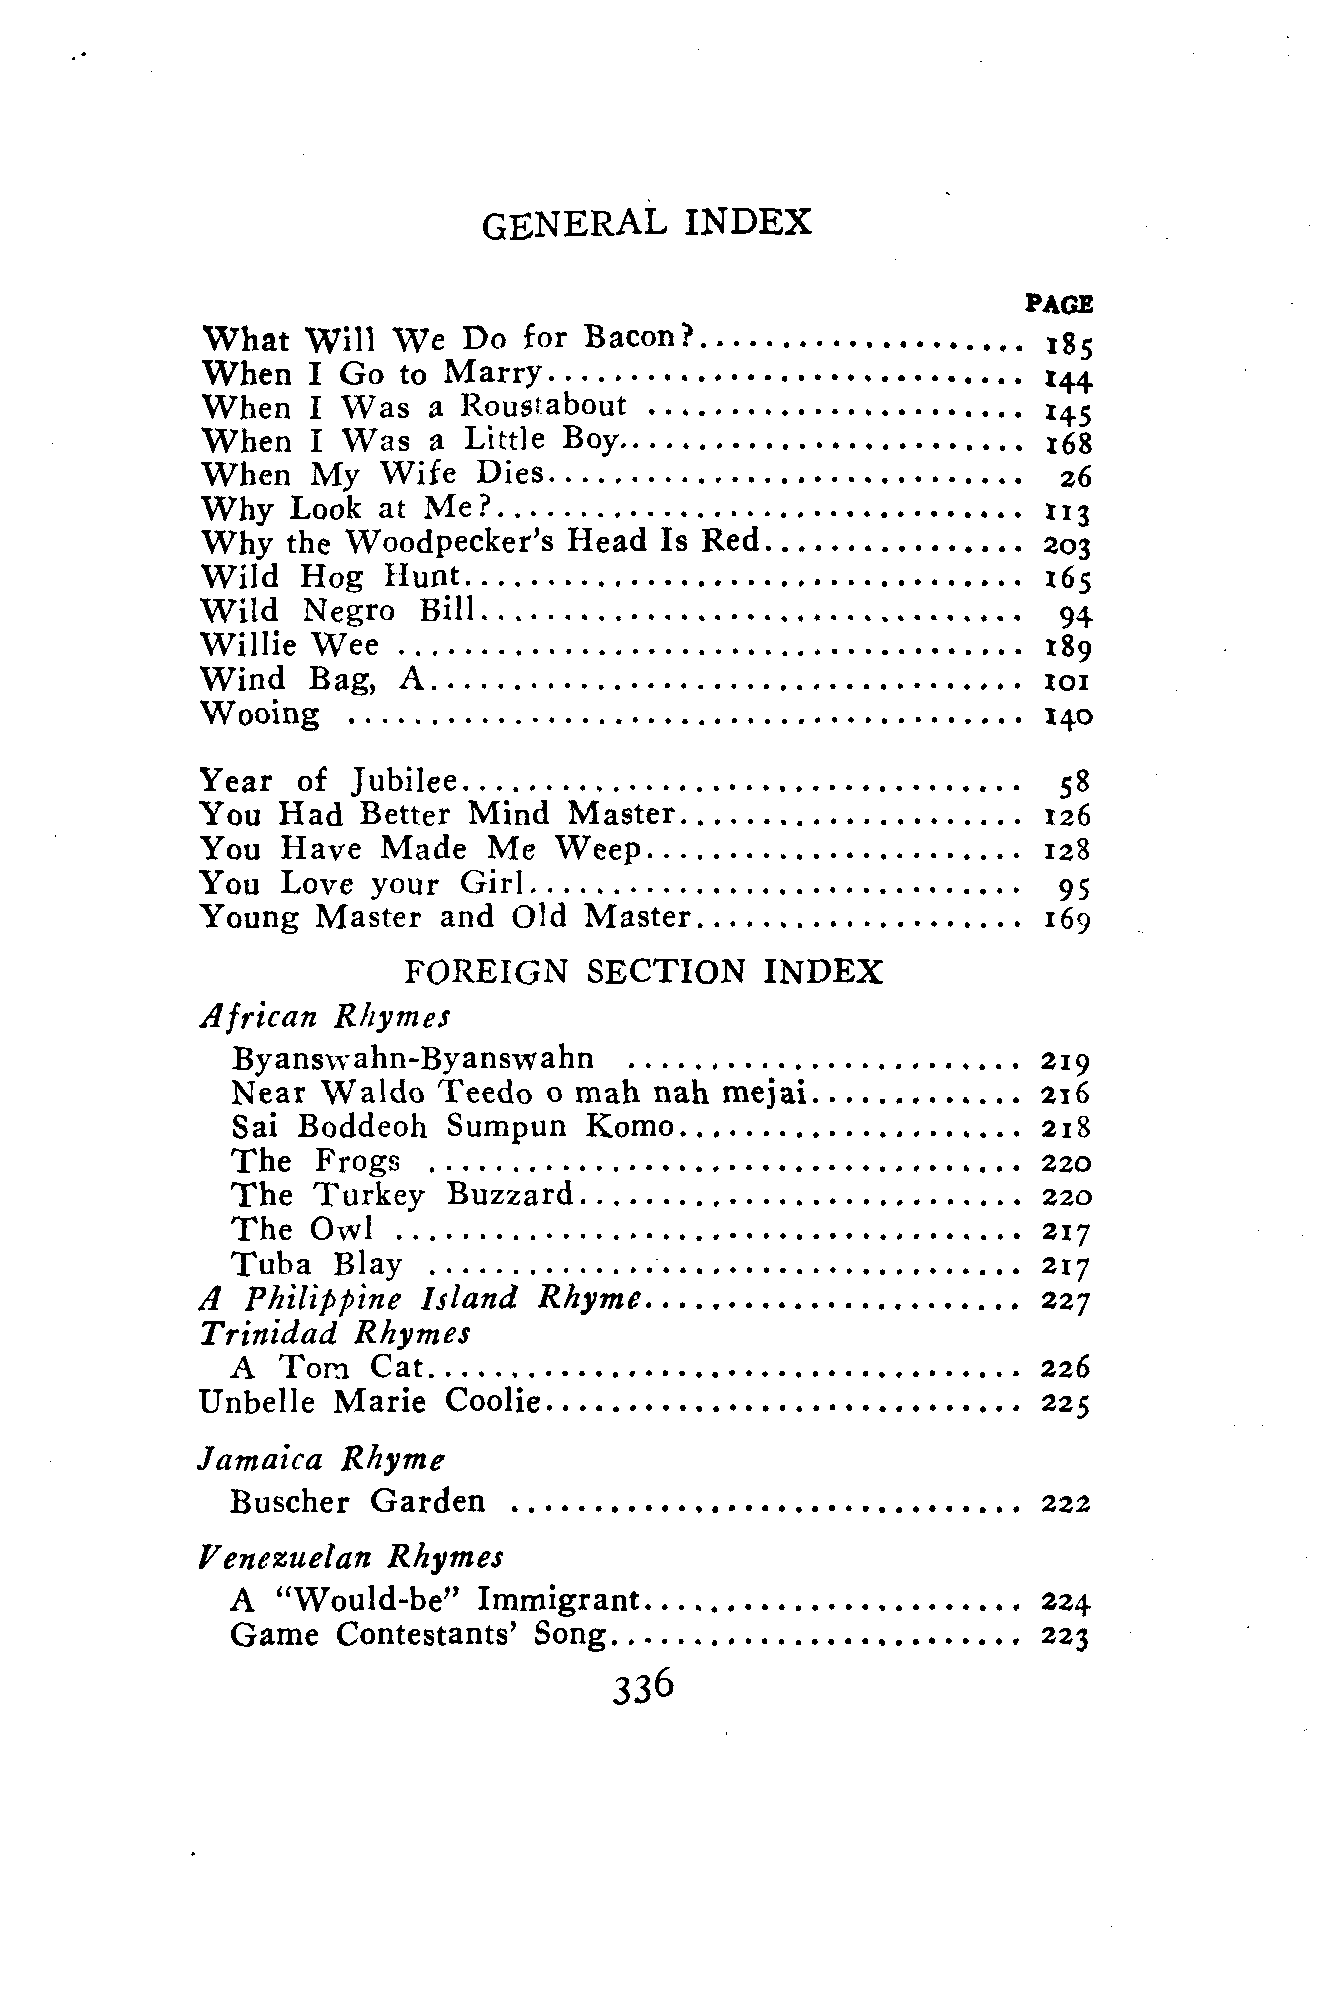 GENERAL INDEX
PAGE
What Will We Do for Bacon?.................... 185
When I Go to Marry............................. 144
When I Was a Roustabout ....................... 145
When I Was a Little Boy......................... 168
When My Wife Dies............................. 26
Why Look at Me?................................ 113
Why the Woodpecker's Head Is Red................ 203
Wild Hog Hunt.................................. 165
Wild Negro Bill................................. 94
Willie Wee ...................................... 189
Wind Bag, A.................................... 101
Wooing ......................................... 140
Year of Jubilee.................................. 58
You Had Better Mind Master..................... 126
You Have Made Me Weep....................... 128
You Love your Girl.............................. 95
Young Master and Old Master.................... 169
FOREIGN SECTION INDEX
African Rhymes
Byanswahn-Byanswahn ........................ 219
Near Waldo Teedo o mah nah mejai............. 216
Sai Boddeoh Sumpun Komo..................... 218
The Frogs .................................... 220
The Turkey Buzzard........................... 220
The Owl ...................................... 217
Tuba Blay .................................... 217
A Philippine Island Rhyme....................... 227
Trinidad Rhymes
A Tom Cat.................................... 226
Unbelle Marie Coolie............................. 225
Jamaica Rhyme
Buscher Garden ............................... 222
Venezuelan Rhymes
A "Would-be" Immigrant....................... 224
Game Contestants' Song......................... 223
336